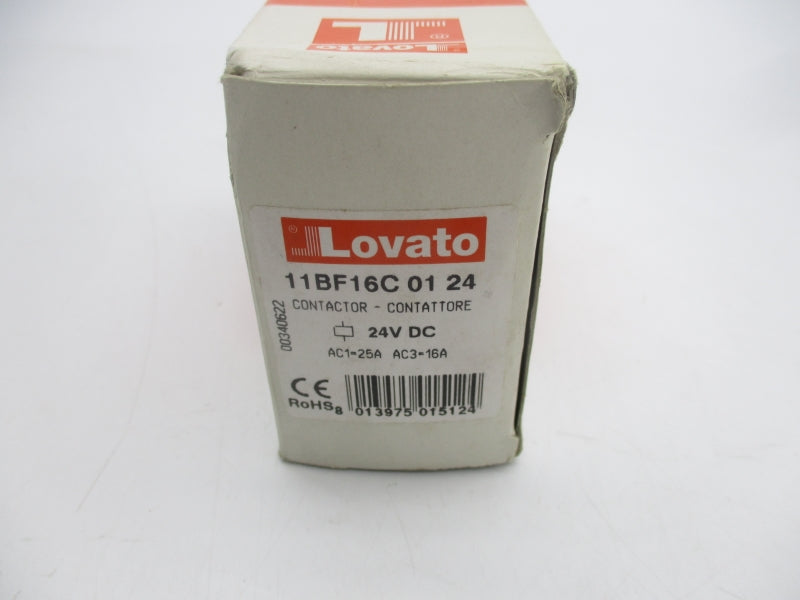 Lovato
®
®
Lovato
11BF16C 01 24
CONTACTOR - CONTATTORE
24V DC
AC1=25A AC3=16A
00340622
CE
RoHS
8 013975 015124